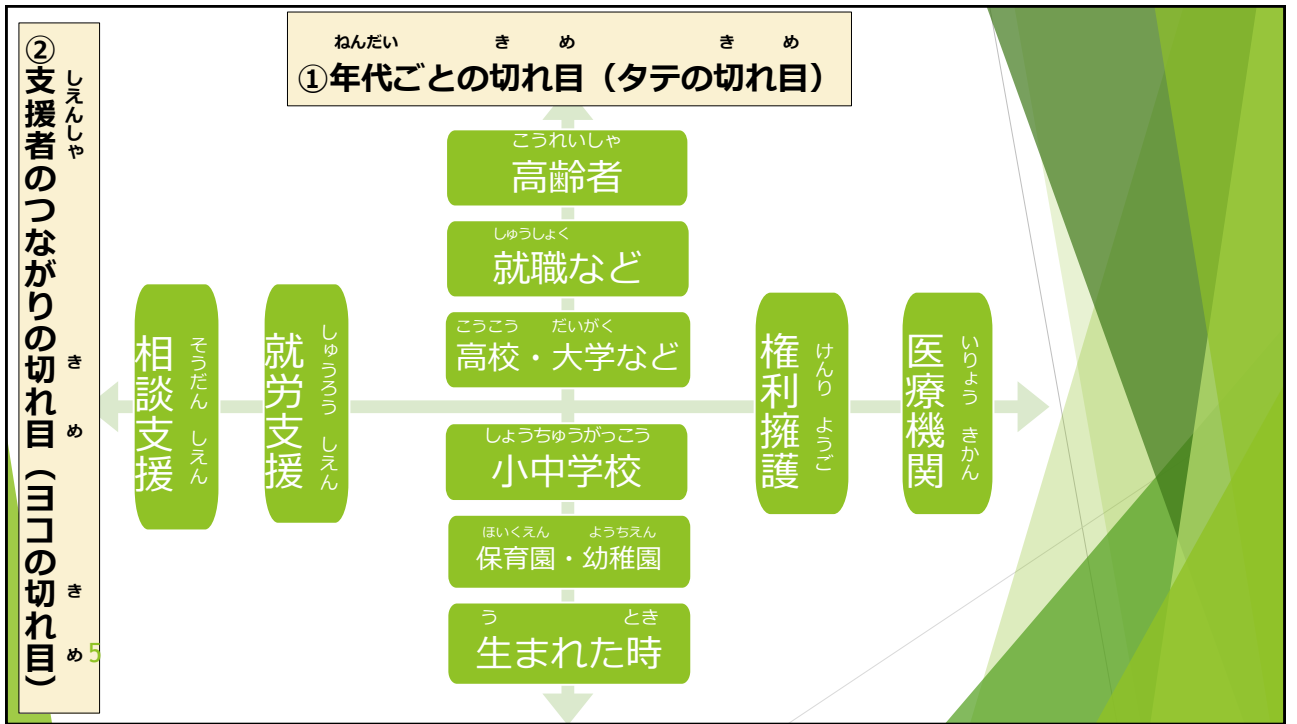 ②支援者のつながりの切れ目（ヨコの切れ目）
しえんしゃ き め き め
ねんだい き め き め
①年代ごとの切れ目（タテの切れ目）
こうれいしゃ
高齢者
しゅうしょく
就職など
こうこう だいがく
高校・大学など
そうだん しえん
相談支援
しゅうろう しえん
就労支援
けんり ようご
権利擁護
いりょう きかん
医療機関
しょうちゅうがっこう
小中学校
ほいくえん ようちえん
保育園・幼稚園
う とき
生まれた時
5